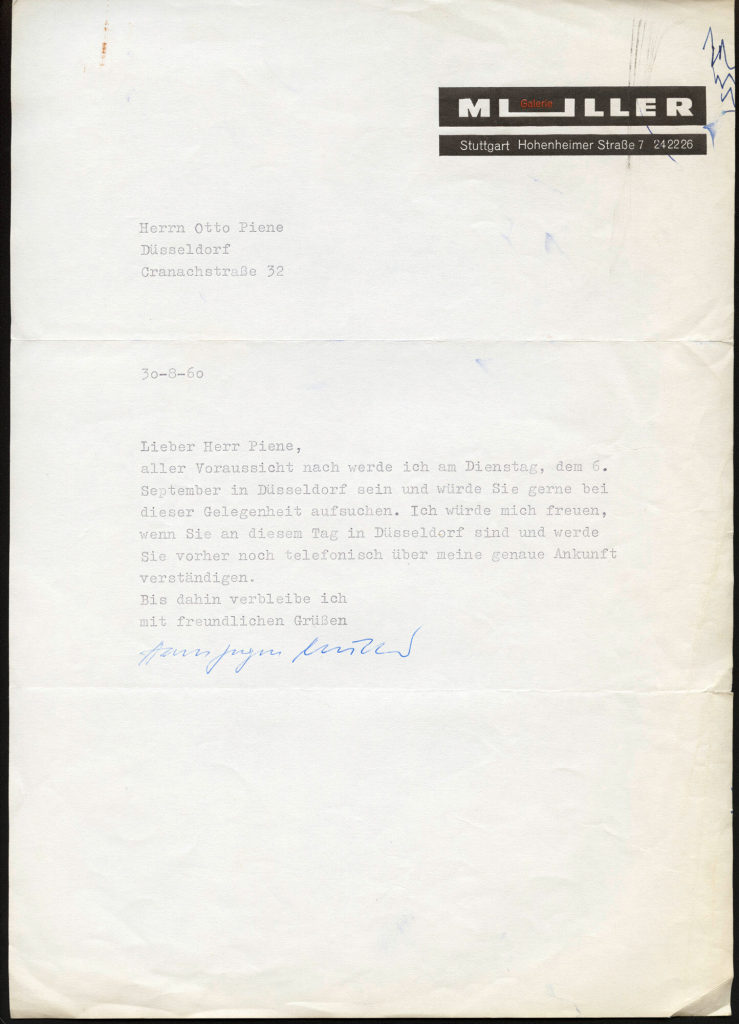 Galerie
MÜLLER
Stuttgart Hohenheimer Straße 7 242226
Herrn Otto Piene
Düsseldorf
Cranachstraße 32
30-8-60
Lieber Herr Piene,
aller Voraussicht nach werde ich am Dienstag, dem 6.
September in Düsseldorf sein und würde Sie gerne bei
dieser Gelegenheit aufsuchen. Ich würde mich freuen,
wenn Sie an diesem Tag in Düsseldorf sind und werde
Sie vorher noch telefonisch über meine genaue Ankunft
verständigen.
Bis dahin verbleibe ich
mit freundlichen Grüßen
Hansjürgen Müller